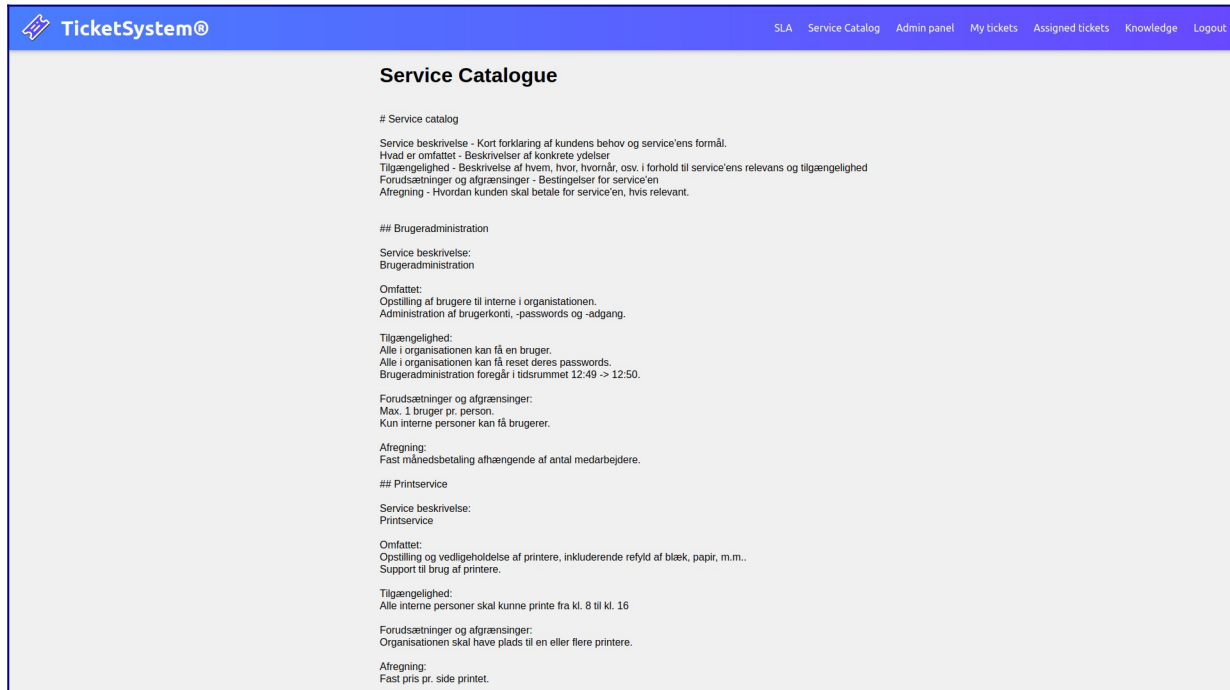 TicketSystem®
SLA Service Catalog Admin panel My tickets Assigned tickets Knowledge Logout
Service Catalogue
# Service catalog
Service beskrivelse - Kort forklaring af kundens behov og service'ens formål.
Hvad er omfattet - Beskrivelser af konkrete ydelser
Tilgængelighed - Beskrivelse af hvem, hvor, hvornår, osv. i forhold til service'ens relevans og tilgængelighed
Forudsætninger og afgrænsinger - Bestingelser for service'en
Afregning - Hvordan kunden skal betale for service'en, hvis relevant.
## Brugeradministration
Service beskrivelse:
Brugeradministration
Omfattet:
Opstilling af brugere til interne i organistationen.
Administration af brugerkonti, -passwords og -adgang.
Tilgængelighed:
Alle i organisationen kan få en bruger.
Alle i organisationen kan få reset deres passwords.
Brugeradministration foregår i tidsrummet 12:49 -> 12:50.
Forudsætninger og afgrænsinger:
Max. 1 bruger pr. person.
Kun interne personer kan få brugerer.
Afregning:
Fast månedsbetaling afhængende af antal medarbejdere.
## Printservice
Service beskrivelse:
Printservice
Omfattet:
Opstilling og vedligeholdelse af printere, inkluderende refyld af blæk, papir, m.m..
Support til brug af printere.
Tilgængelighed:
Alle interne personer skal kunne printe fra kl. 8 til kl. 16
Forudsætninger og afgrænsinger:
Organisationen skal have plads til en eller flere printere.
Afregning:
Fast pris pr. side printet.